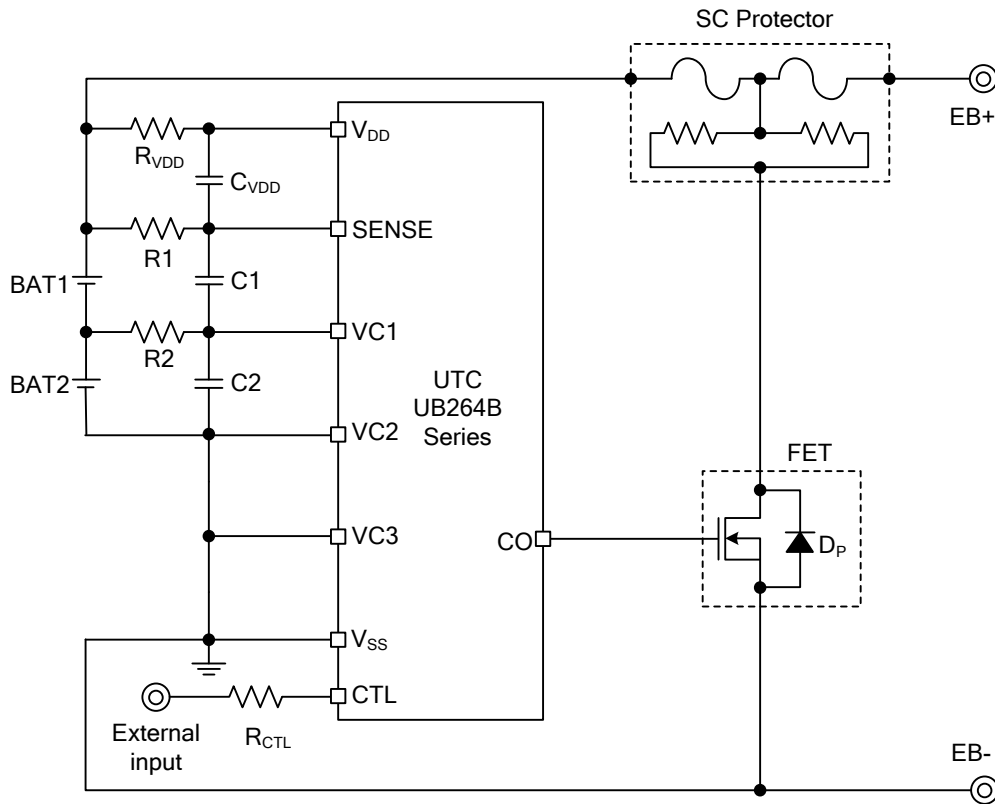 SC Protector
EB+
VDD
RVDD
CVDD
SENSE
R1
BAT1
C1
VC1
R2
BAT2
C2
UTC
UB264B
Series
VC2
FET
VC3
CO
DP
VSS
CTL
External
input
RCTL
EB-